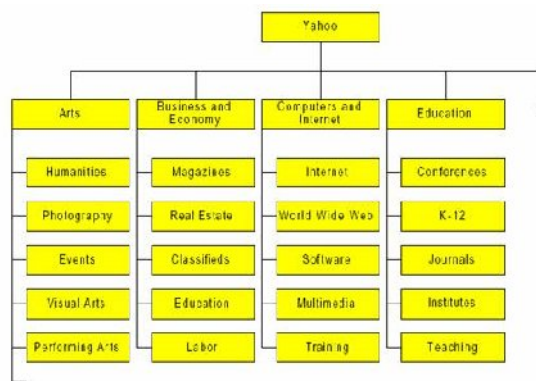 Yahoo
Arts
Business and
Economy
Computers and
Internet
Education
Humanities
Magazines
Internet
Conferences
Photography
Real Estate
World Wide Web
K-12
Events
Classifieds
Software
Journals
Visual Arts
Education
Multimedia
Institutes
Performing Arts
Labor
Training
Teaching